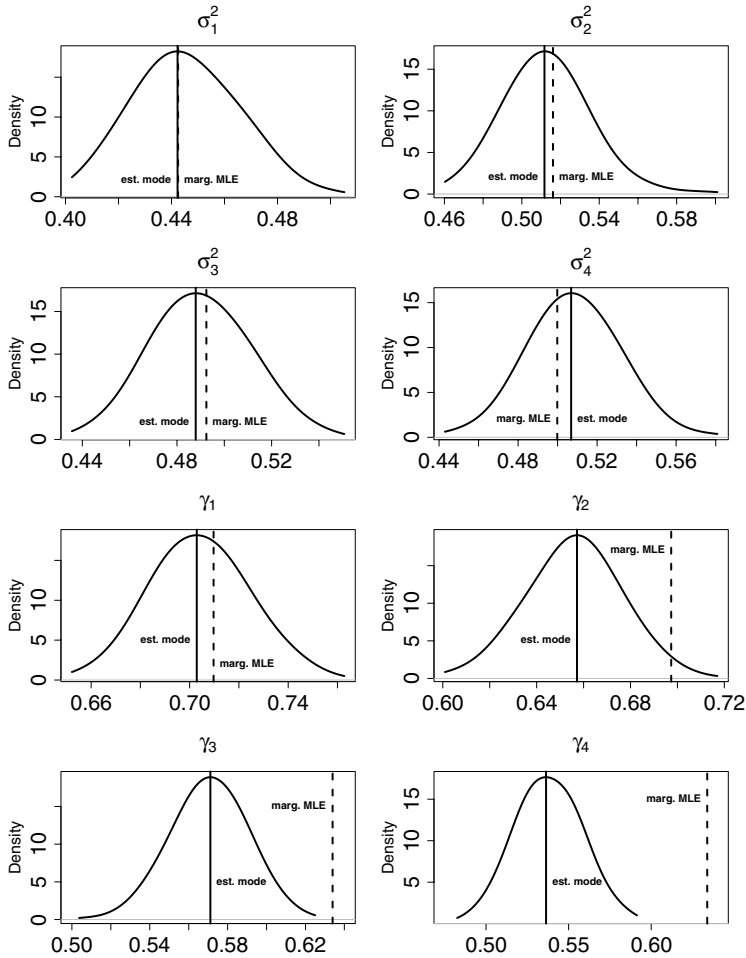 σ₁²
Density
0 5 10
est. mode
marg. MLE
0.40 0.44 0.48
σ₂²
Density
0 5 10 15
est. mode
marg. MLE
0.46 0.50 0.54 0.58
σ₃²
Density
0 5 10 15
est. mode
marg. MLE
0.44 0.48 0.52
σ₄²
Density
0 5 10 15
marg. MLE
est. mode
0.44 0.48 0.52 0.56
γ₁
Density
0 5 10
est. mode
marg. MLE
0.66 0.70 0.74
γ₂
Density
0 5 10
marg. MLE
est. mode
0.60 0.64 0.68 0.72
γ₃
Density
0 5 10
marg. MLE
est. mode
0.50 0.54 0.58 0.62
γ₄
Density
5 10 15
marg. MLE
est. mode
0.50 0.55 0.60